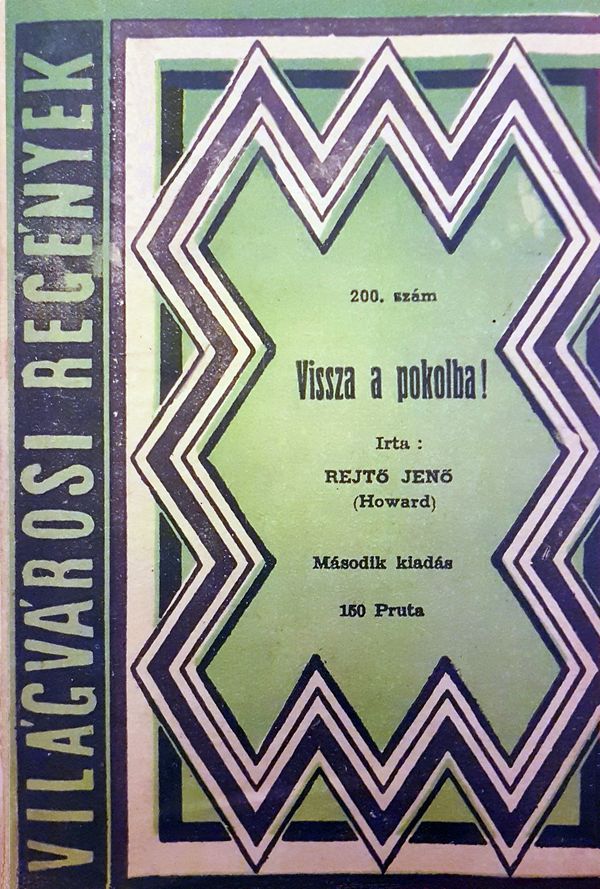 VILÁGVÁROSI REGÉNYEK
200. szám
Vissza a pokolba!
Irta :
REJTŐ JENŐ
(Howard)
Második kiadás
150 Pruta